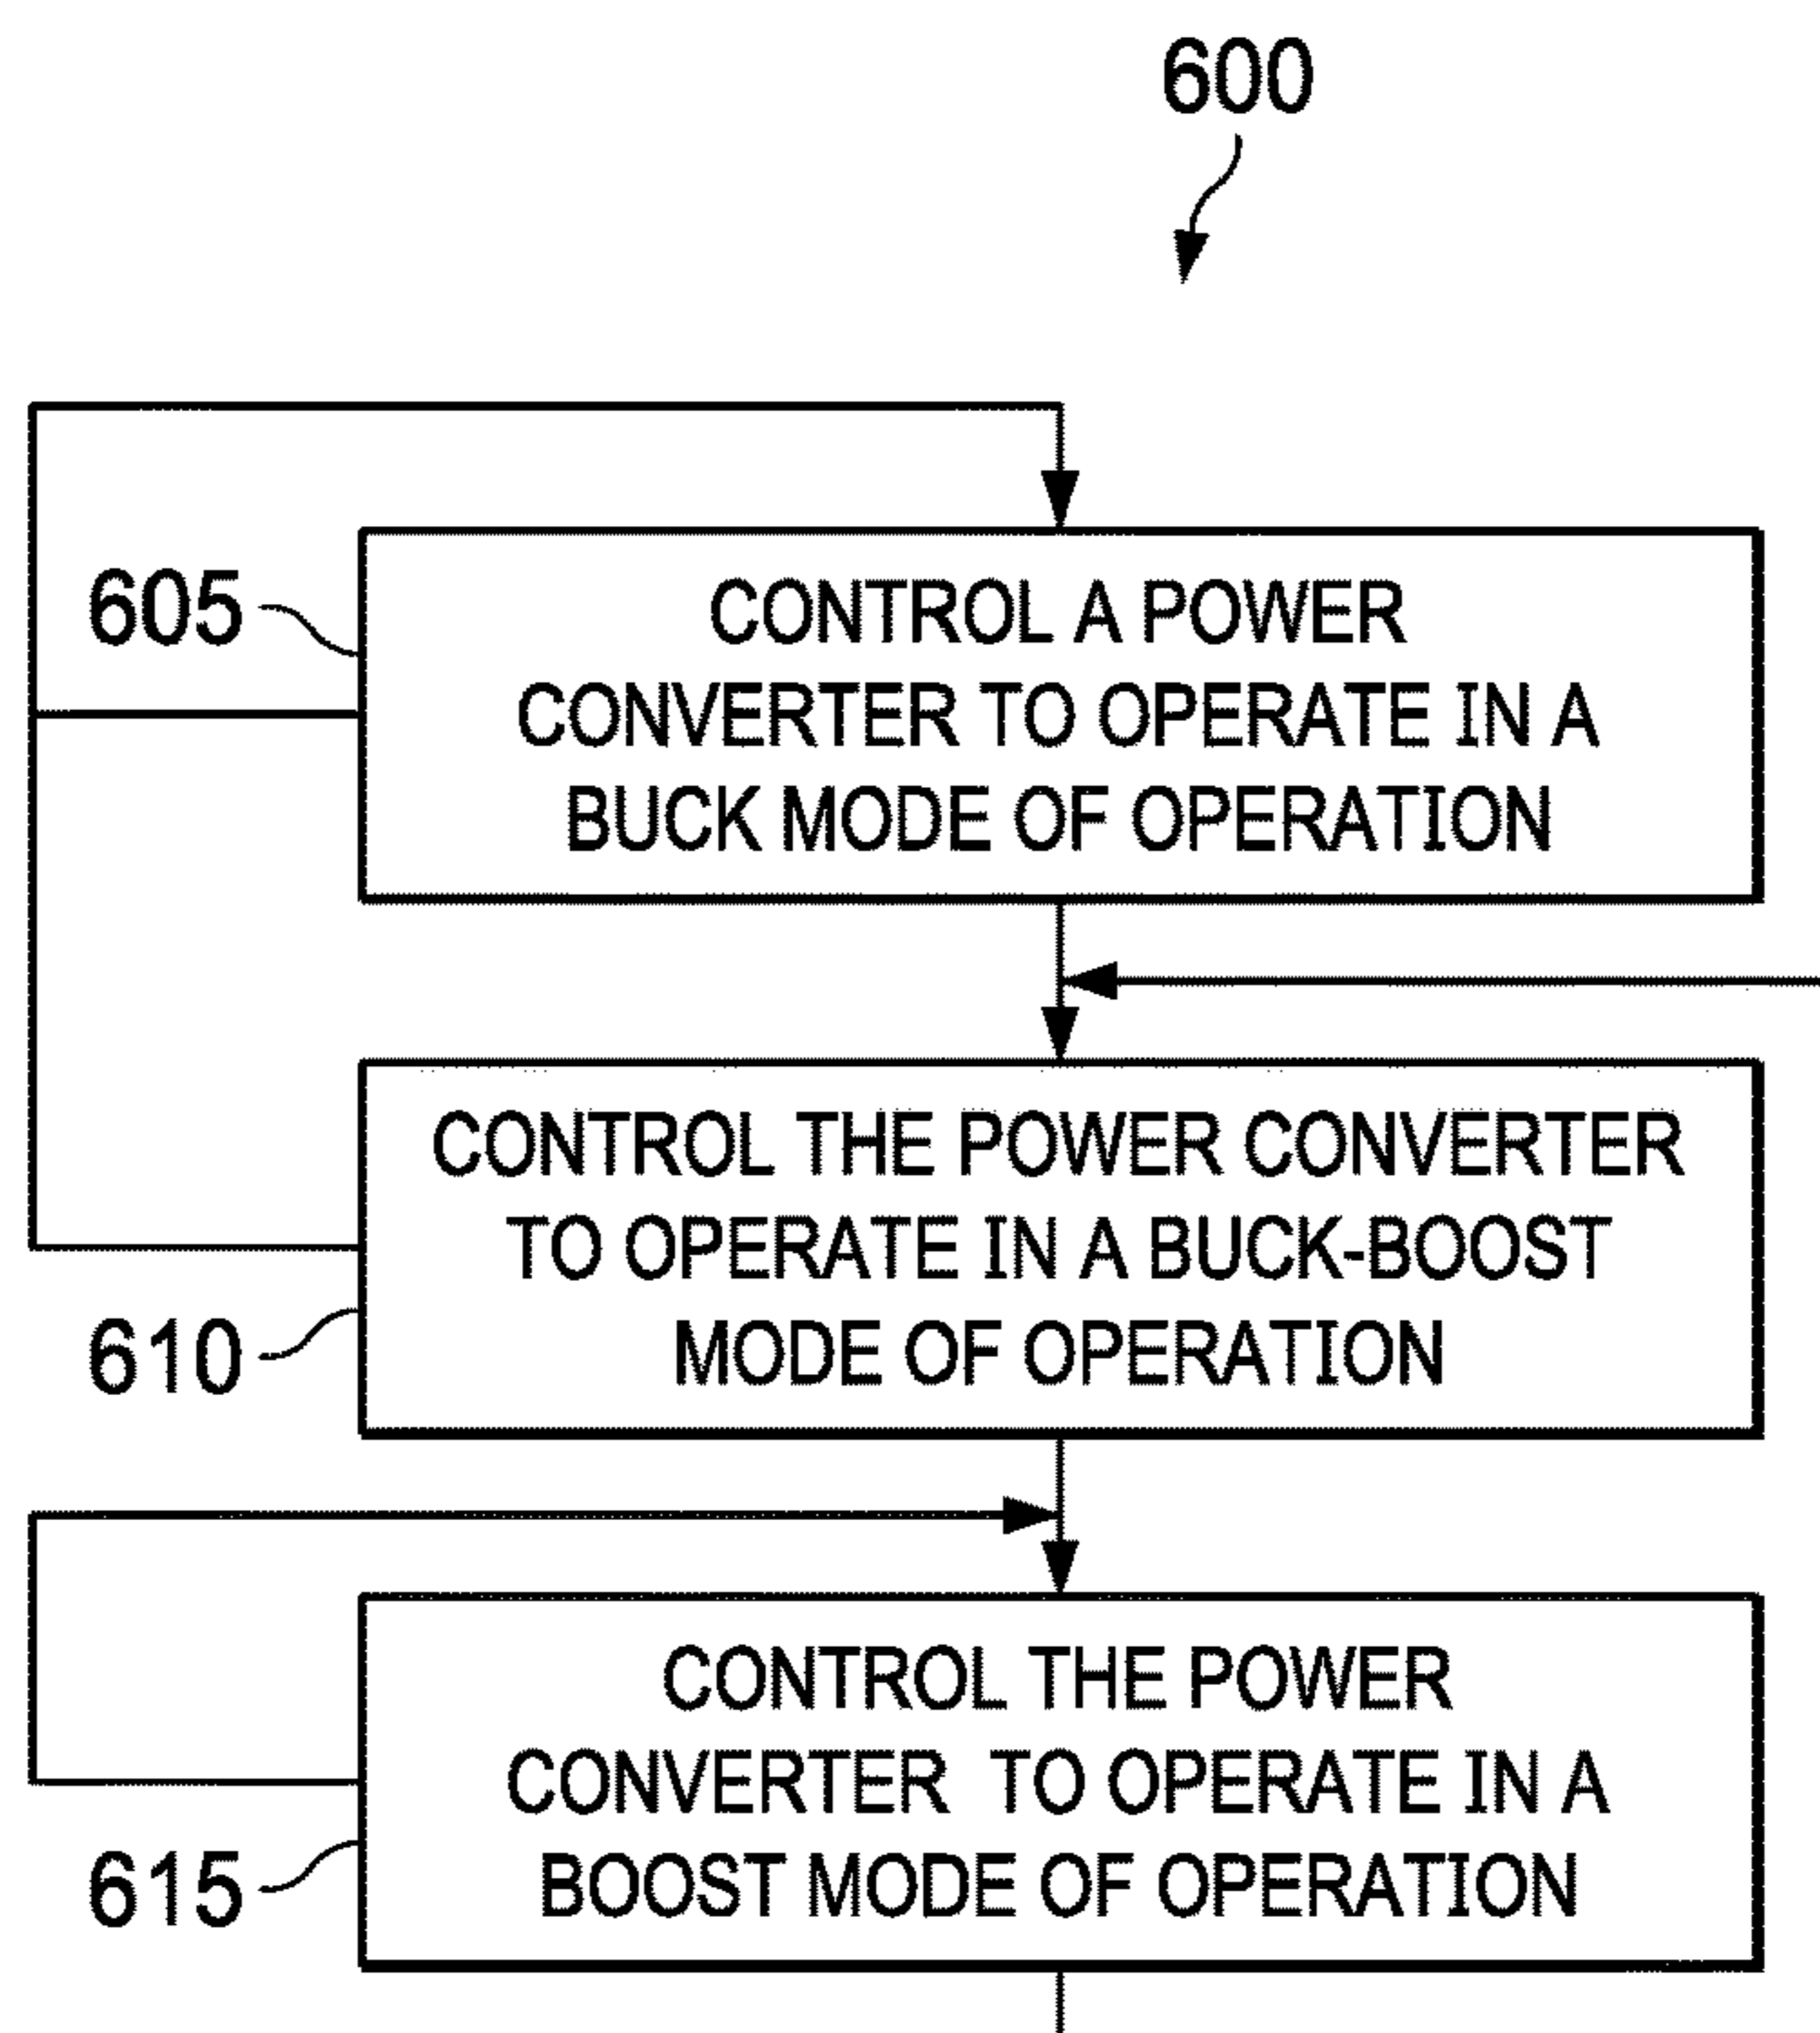 600
605
CONTROL A POWER
CONVERTER TO OPERATE IN A
BUCK MODE OF OPERATION
CONTROL THE POWER CONVERTER
TO OPERATE IN A BUCK-BOOST
MODE OF OPERATION
610
CONTROL THE POWER
CONVERTER TO OPERATE IN A
BOOST MODE OF OPERATION
615